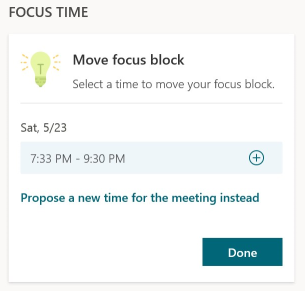 FOCUS TIME
Move focus block
Select a time to move your focus block.
Sat, 5/23
7:33 PM - 9:30 PM
Propose a new time for the meeting instead
Done